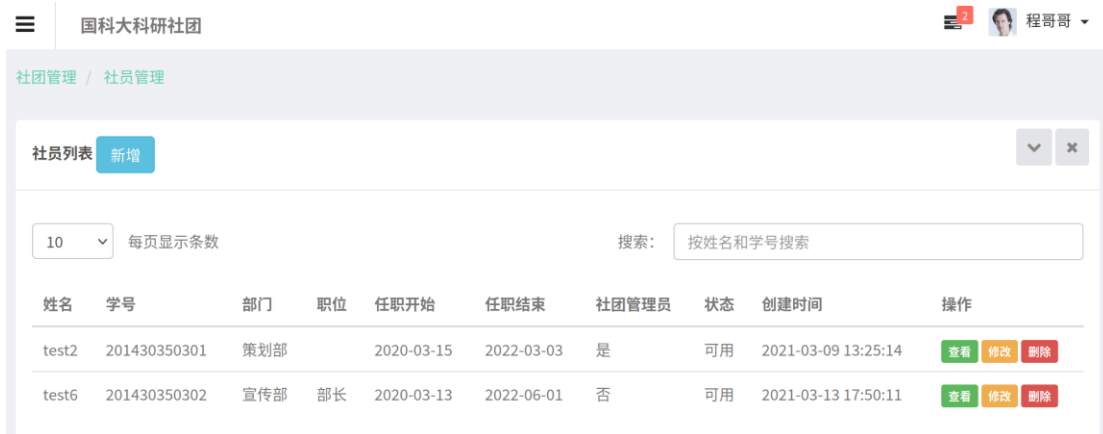 国科大科研社团 2 程哥哥
社团管理 / 社员管理
社员列表 新增
10 每页显示条数 搜索： 按姓名和学号搜索
姓名 学号 部门 职位 任职开始 任职结束 社团管理员 状态 创建时间 操作
test2 201430350301 策划部 2020-03-15 2022-03-03 是 可用 2021-03-09 13:25:14 查看 修改 删除
test6 201430350302 宣传部 部长 2020-03-13 2022-06-01 否 可用 2021-03-13 17:50:11 查看 修改 删除